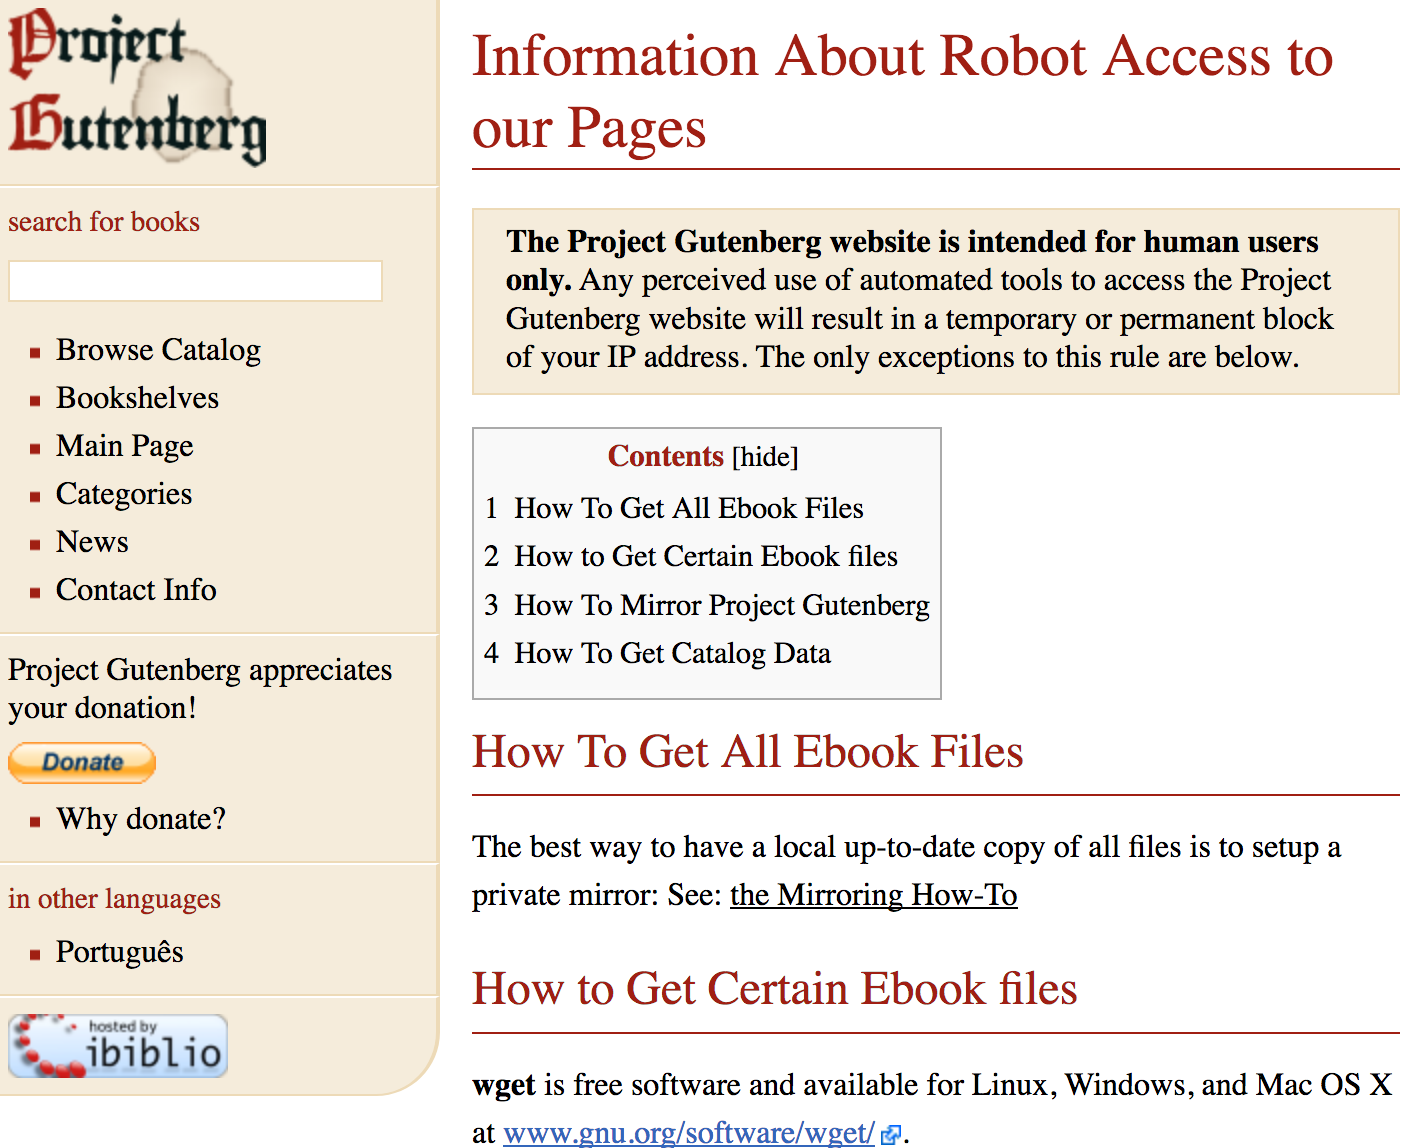 Project
Gutenberg
search for books
Browse Catalog
Bookshelves
Main Page
Categories
News
Contact Info
Project Gutenberg appreciates
your donation!
Donate
Why donate?
in other languages
Português
hosted by
ibiblio
Information About Robot Access to
our Pages
The Project Gutenberg website is intended for human users
only. Any perceived use of automated tools to access the Project
Gutenberg website will result in a temporary or permanent block
of your IP address. The only exceptions to this rule are below.
Contents [hide]
1 How To Get All Ebook Files
2 How to Get Certain Ebook files
3 How To Mirror Project Gutenberg
4 How To Get Catalog Data
How To Get All Ebook Files
The best way to have a local up-to-date copy of all files is to setup a
private mirror: See: the Mirroring How-To
How to Get Certain Ebook files
wget is free software and available for Linux, Windows, and Mac OS X
at www.gnu.org/software/wget/.